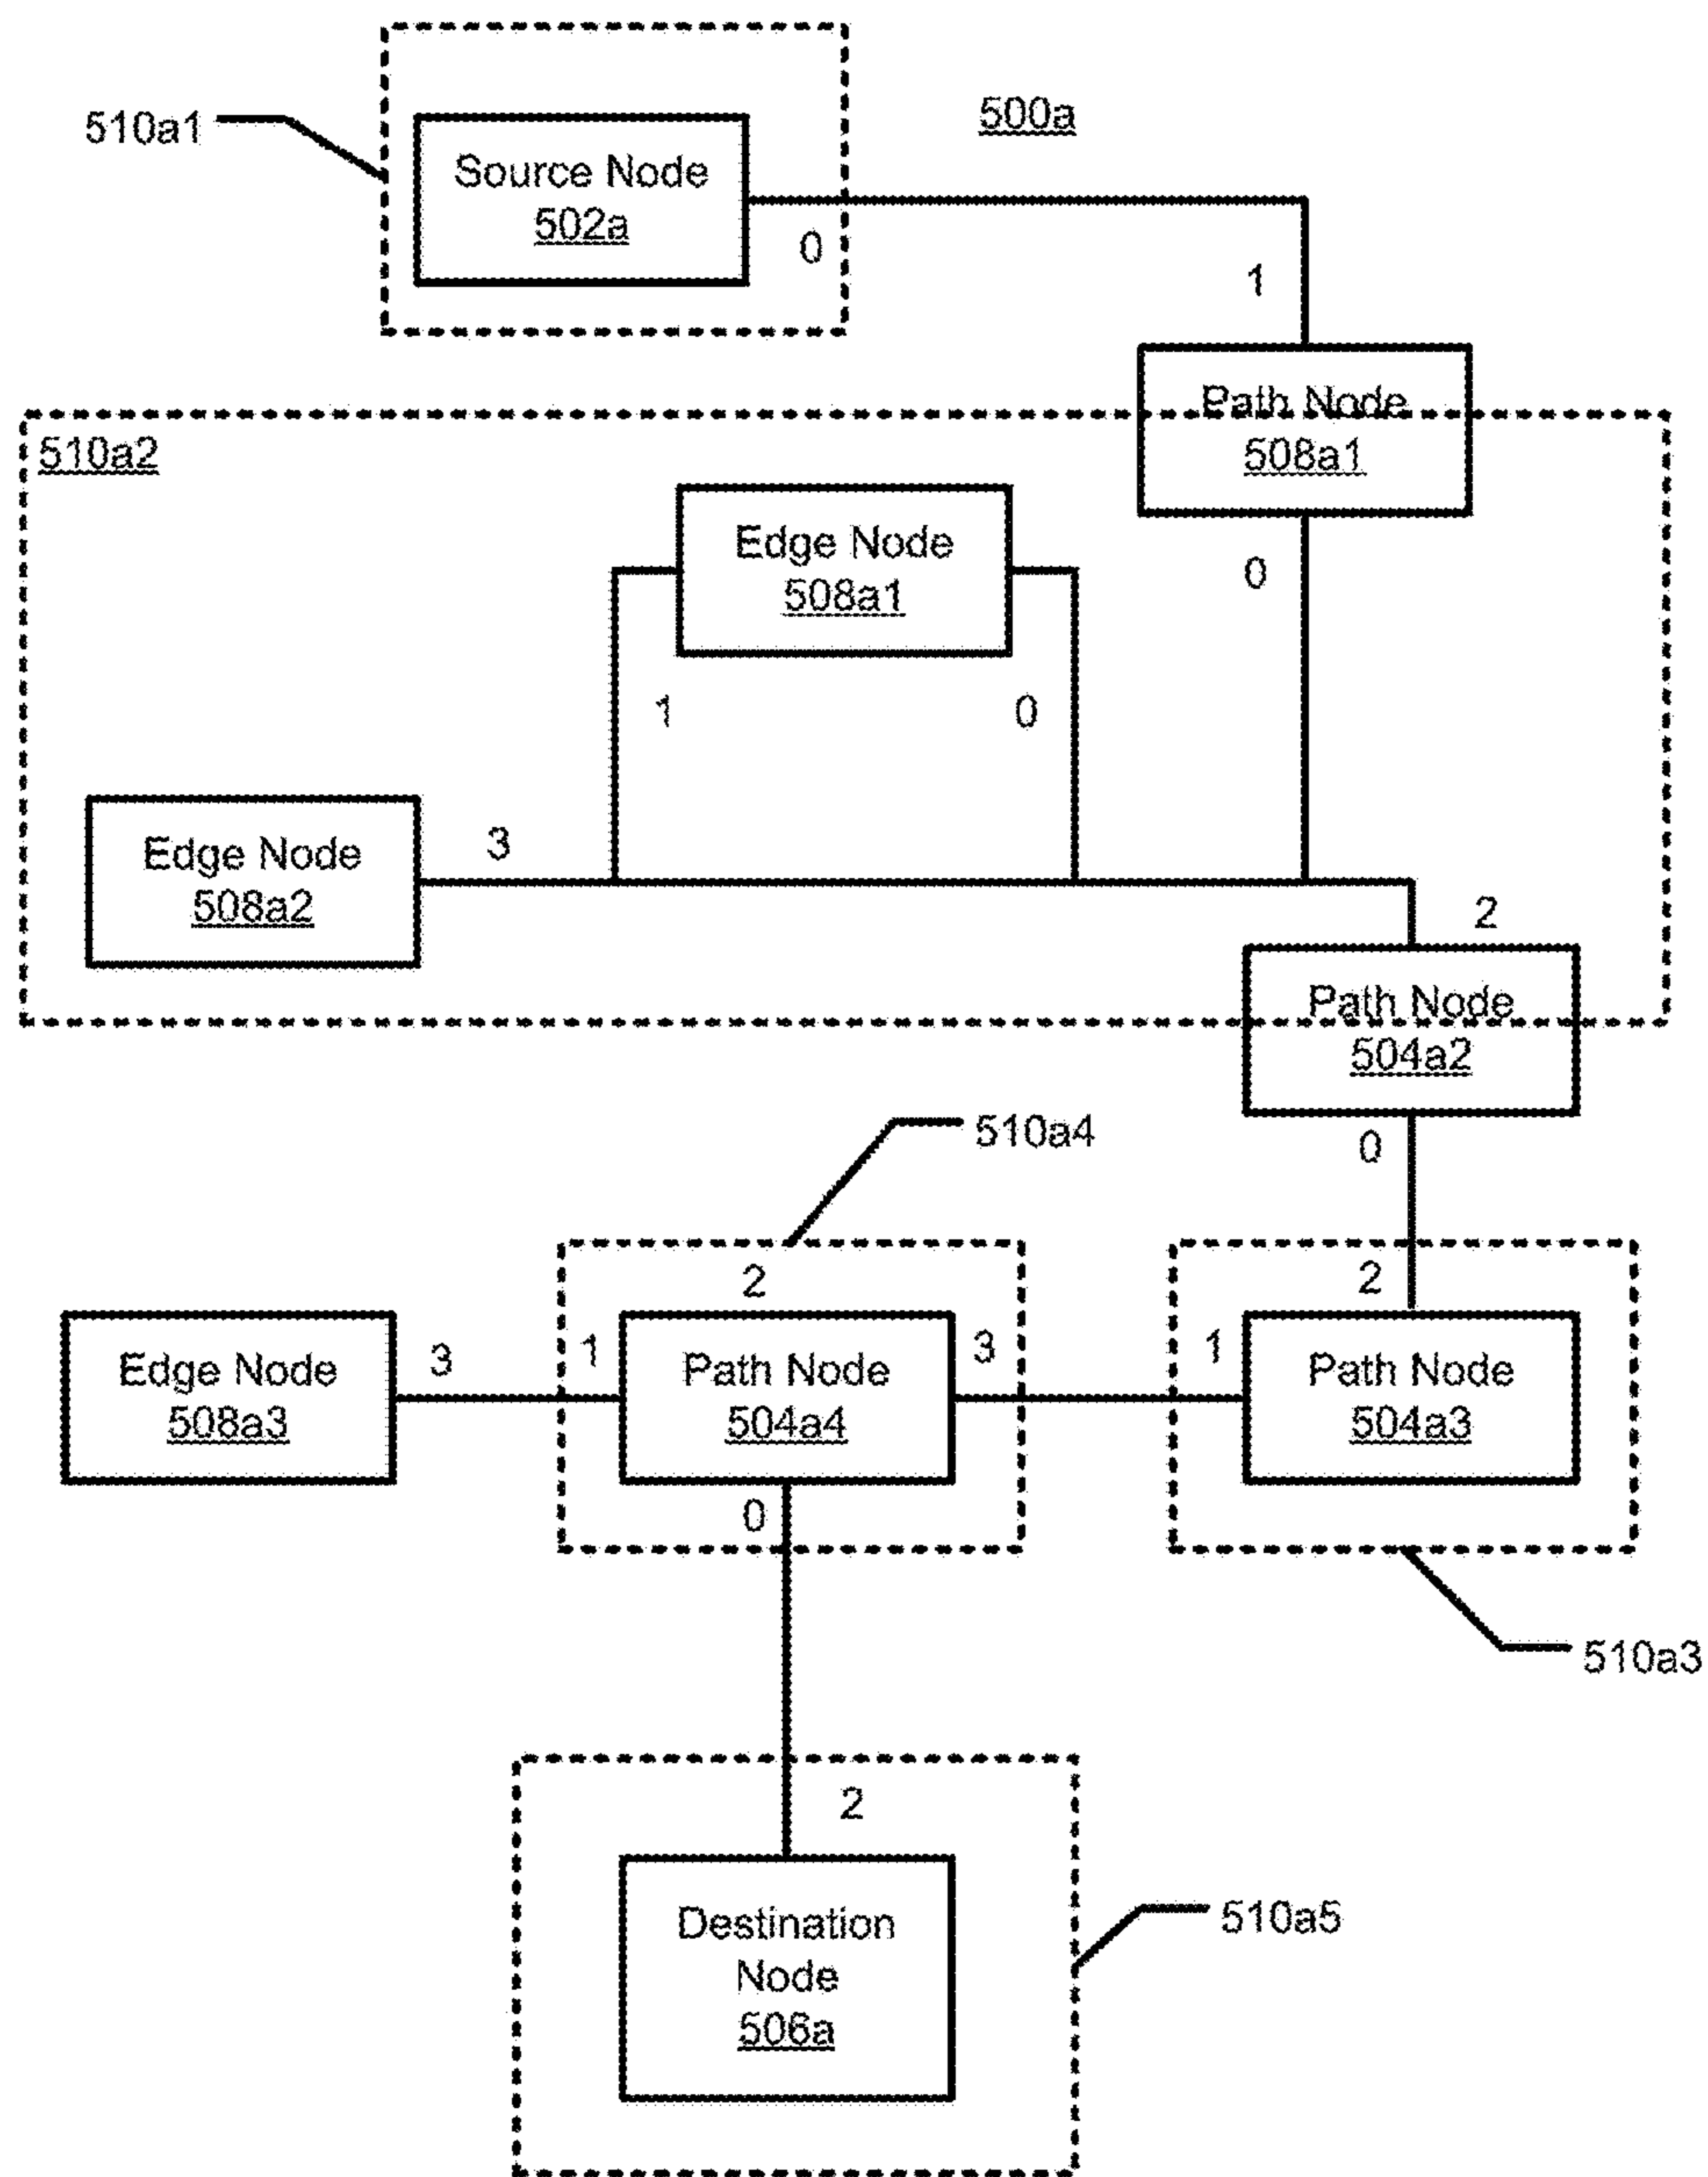 510a1
500a
Source Node
502a
0
1
Path Node
508a1
510a2
Edge Node
508a1
0
1
0
Edge Node
508a2
3
2
Path Node
504a2
0
510a4
2
2
Edge Node
508a3
3
1
Path Node
504a4
3
1
Path Node
504a3
0
510a3
2
Destination
Node
506a
510a5